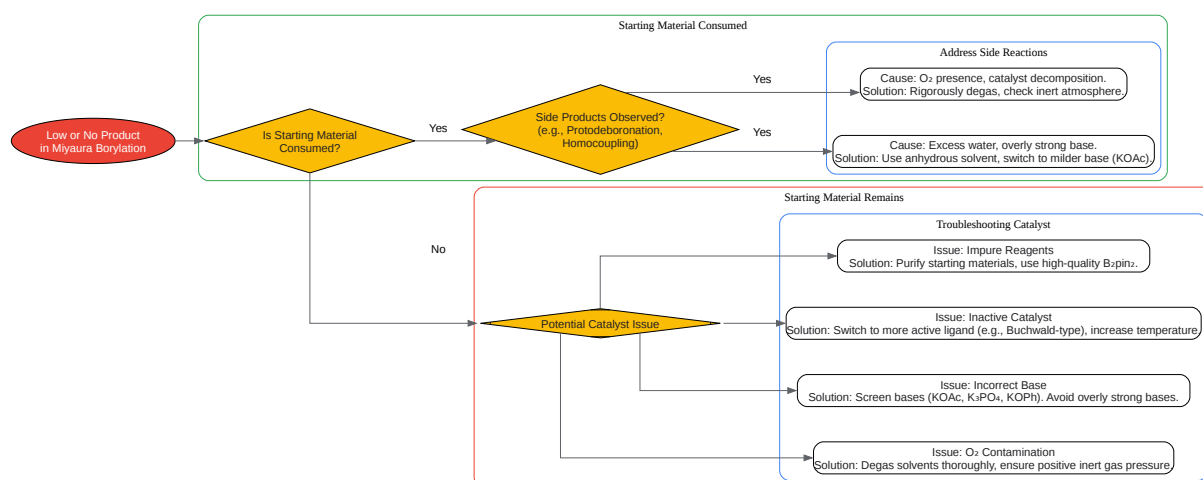 Starting Material Consumed
Address Side Reactions
Yes
Cause: O₂ presence, catalyst decomposition.
Solution: Rigorously degas, check inert atmosphere.
Low or No Product
in Miyaura Borylation
Is Starting Material
Consumed?
Yes
Side Products Observed?
(e.g., Protodeboronation,
Homocoupling)
Yes
Cause: Excess water, overly strong base.
Solution: Use anhydrous solvent, switch to milder base (KOAc).
Starting Material Remains
Troubleshooting Catalyst
No
Issue: Impure Reagents
Solution: Purify starting materials, use high-quality B₂pin₂.
Potential Catalyst Issue
Issue: Inactive Catalyst
Solution: Switch to more active ligand (e.g., Buchwald-type), increase temperature
Issue: Incorrect Base
Solution: Screen bases (KOAc, K₃PO₄, KOPh). Avoid overly strong bases.
Issue: O₂ Contamination
Solution: Degas solvents thoroughly, ensure positive inert gas pressure.